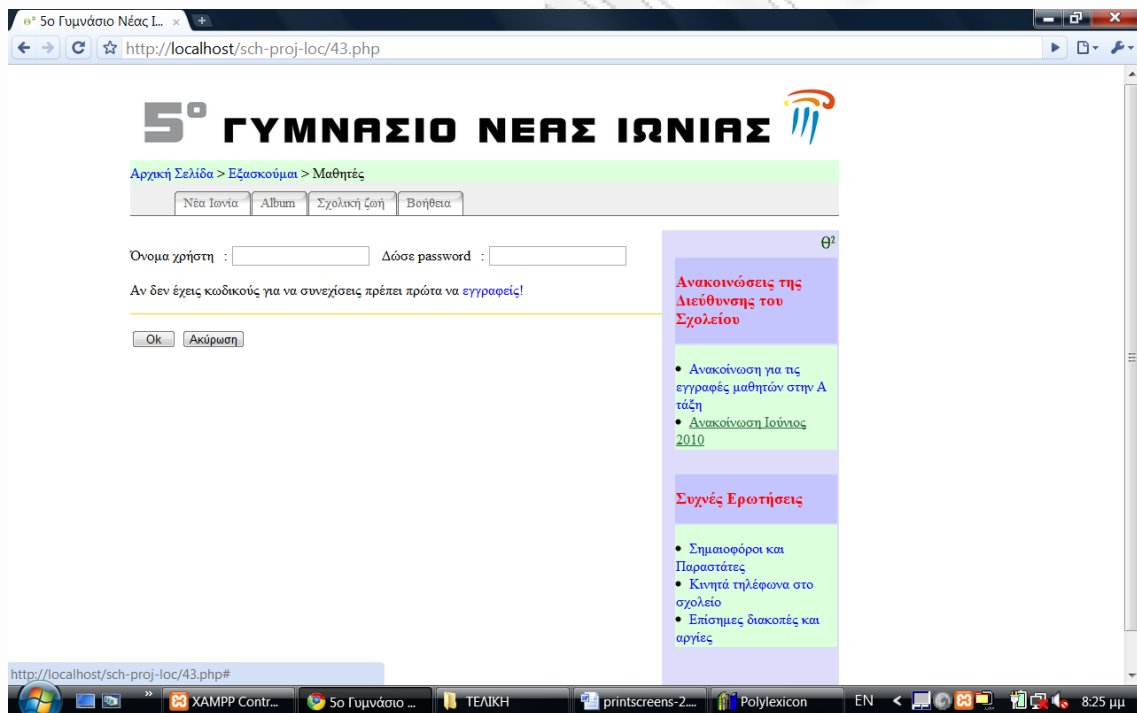 θ² 5ο Γυμνάσιο Νέας Ι...
http://localhost/sch-proj-loc/43.php
5° ΓΥΜΝΑΣΙΟ ΝΕΑΣ ΙΩΝΙΑΣ
Αρχική Σελίδα > Εξασκούμαι > Μαθητές
Νέα Ιωνία Album Σχολική ζωή Βοήθεια
θ²
Όνομα χρήστη : Δώσε password :
Αν δεν έχεις κωδικούς για να συνεχίσεις πρέπει πρώτα να εγγραφείς!
Ok Ακύρωση
Ανακοινώσεις της
Διεύθυνσης του
Σχολείου
• Ανακοίνωση για τις
εγγραφές μαθητών στην Α
τάξη
• Ανακοίνωση Ιούνιος
2010
Συχνές Ερωτήσεις
• Σημαιοφόροι και
Παραστάτες
• Κινητά τηλέφωνα στο
σχολείο
• Επίσημες διακοπές και
αργίες
http://localhost/sch-proj-loc/43.php#
XAMPP Contr... 5ο Γυμνάσιο ... ΤΕΛΙΚΗ printscreens-2.... Polylexicon EN 8:25 μμ